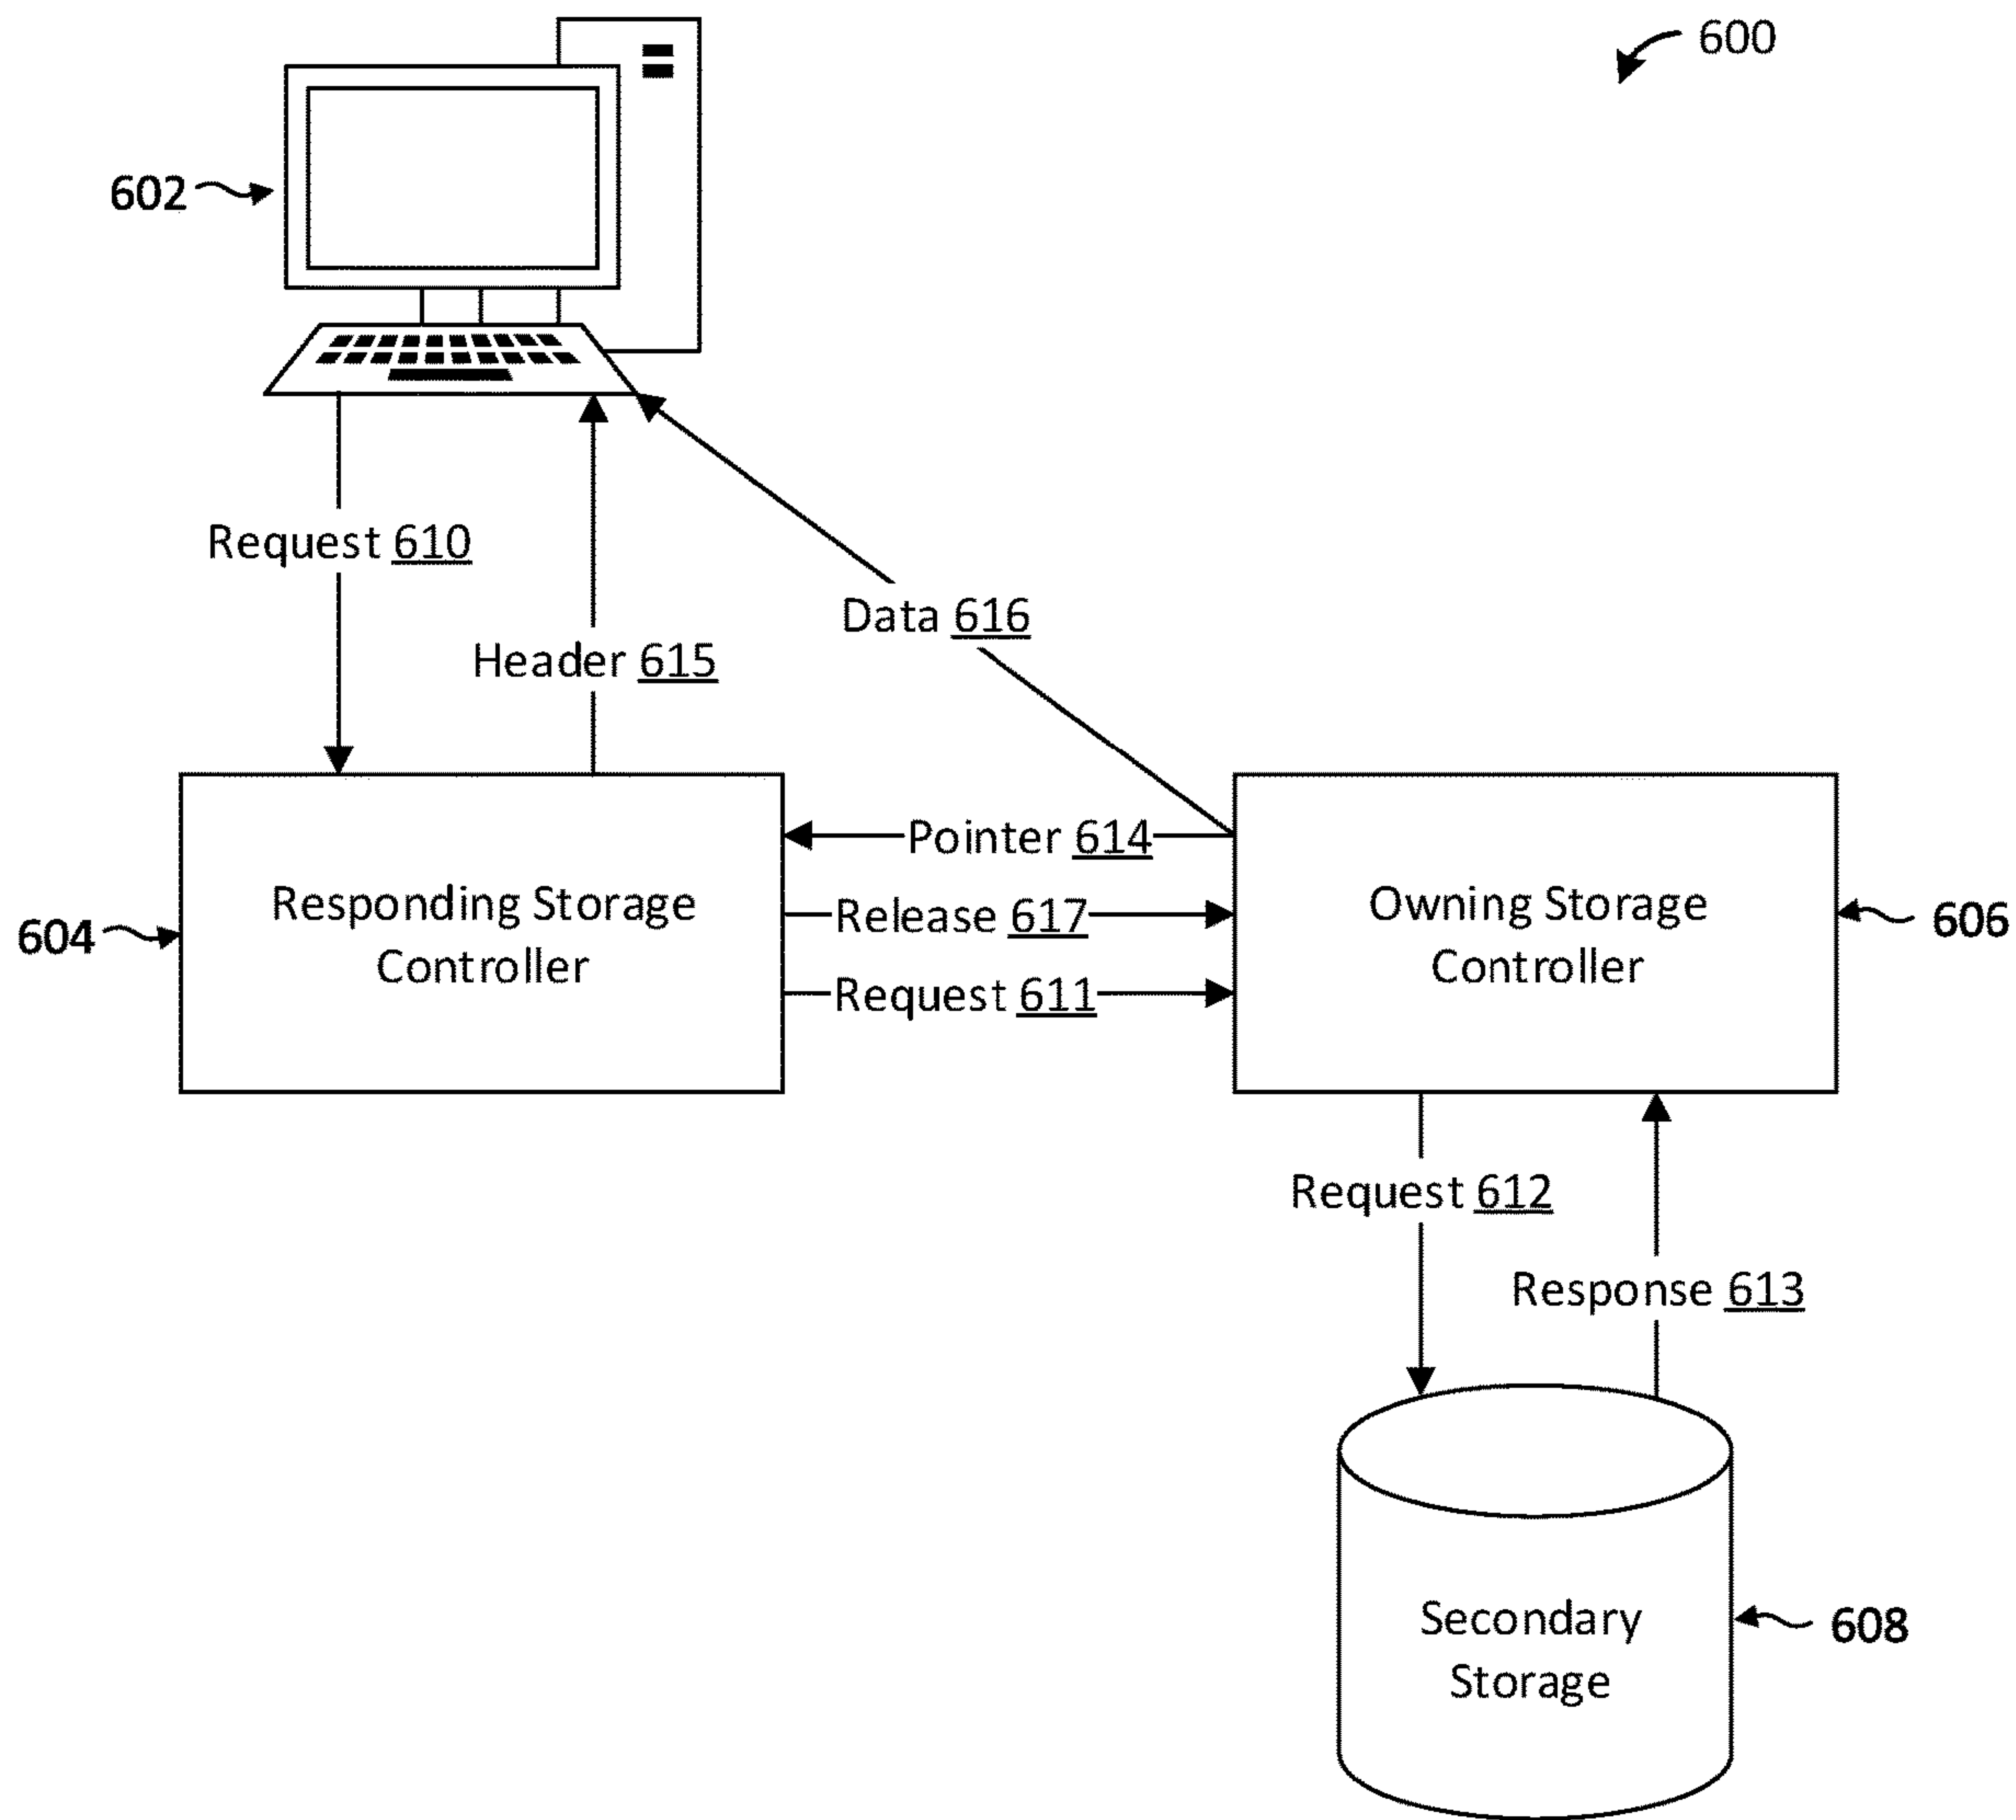 600
602
Request 610
Data 616
Header 615
Pointer 614
Responding Storage
Controller
Release 617
Owning Storage
Controller
604
606
Request 611
Request 612
Response 613
Secondary
Storage
608